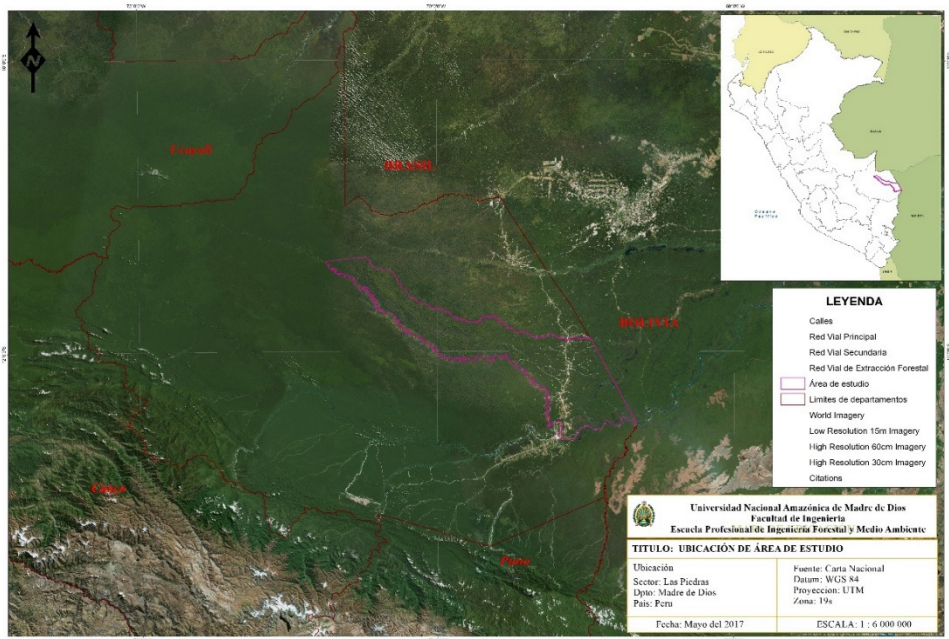 N
Ucayali
BRASIL
BOLIVIA
Cusco
Puno
LEYENDA
Calles
Red Vial Principal
Red Vial Secundaria
Red Vial de Extracción Forestal
Área de estudio
Límites de departamentos
World Imagery
Low Resolution 15m Imagery
High Resolution 60cm Imagery
High Resolution 30cm Imagery
Citations
Universidad Nacional Amazónica de Madre de Dios
Facultad de Ingeniería
Escuela Profesional de Ingeniería Forestal y Medio Ambiente
TITULO: UBICACIÓN DE ÁREA DE ESTUDIO
Ubicación
Sector: Las Piedras
Dpto: Madre de Dios
País: Peru
Fuente: Carta Nacional
Datum: WGS 84
Proyeccion: UTM
Zona: 19s
Fecha: Mayo del 2017
ESCALA: 1 : 6 000 000